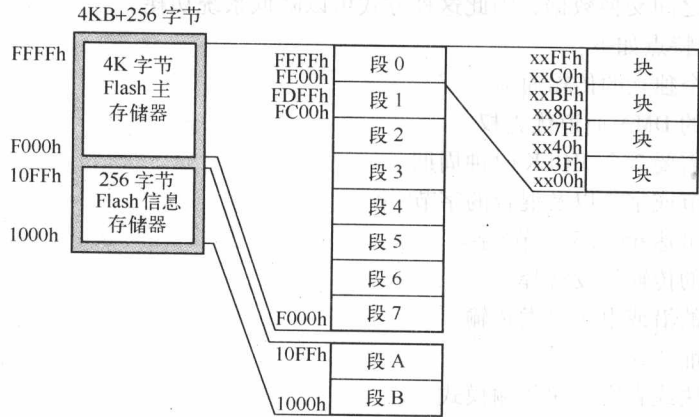 4KB+256 字节
FFFFh
4K 字节
Flash 主
存储器
F000h
10FFh
256 字节
Flash 信息
存储器
1000h
FFFFh
FE00h
FDFFh
FC00h
段 0
段 1
段 2
段 3
段 4
段 5
段 6
段 7
F000h
10FFh
段 A
段 B
1000h
xxFFh
xxC0h
块
xxBFh
xx80h
块
xx7Fh
xx40h
块
xx3Fh
xx00h
块